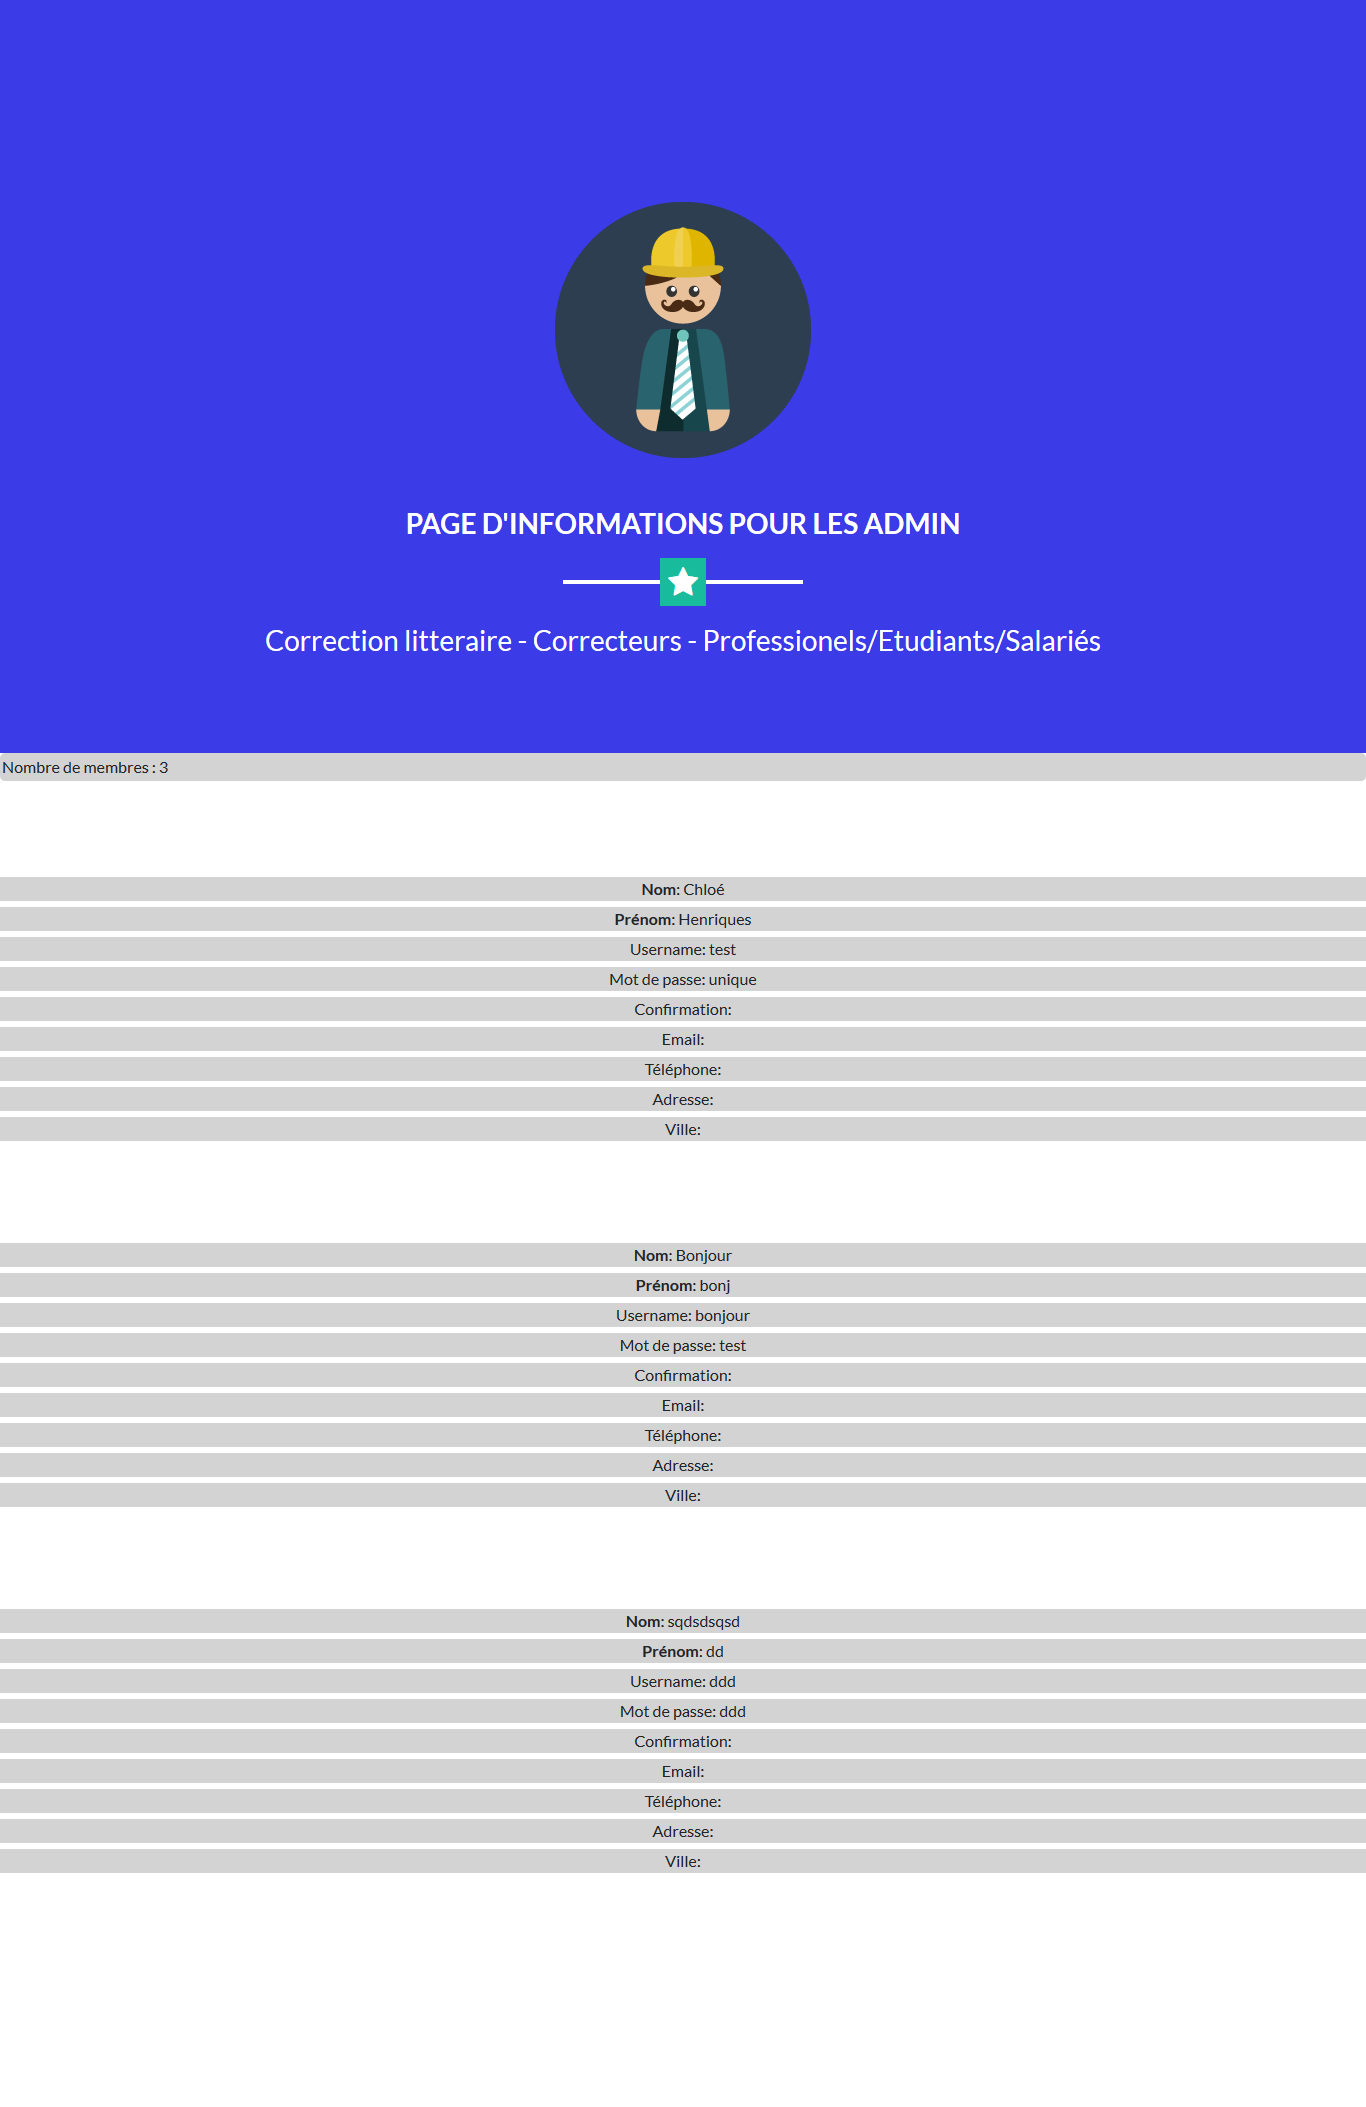 PAGE D'INFORMATIONS POUR LES ADMIN
Correction litteraire - Correcteurs - Professionels/Etudiants/Salariés
Nombre de membres : 3
Nom: Chloé
Prénom: Henriques
Username: test
Mot de passe: unique
Confirmation:
Email:
Téléphone:
Adresse:
Ville:
Nom: Bonjour
Prénom: bonj
Username: bonjour
Mot de passe: test
Confirmation:
Email:
Téléphone:
Adresse:
Ville:
Nom: sqdsdsqsd
Prénom: dd
Username: ddd
Mot de passe: ddd
Confirmation:
Email:
Téléphone:
Adresse:
Ville: